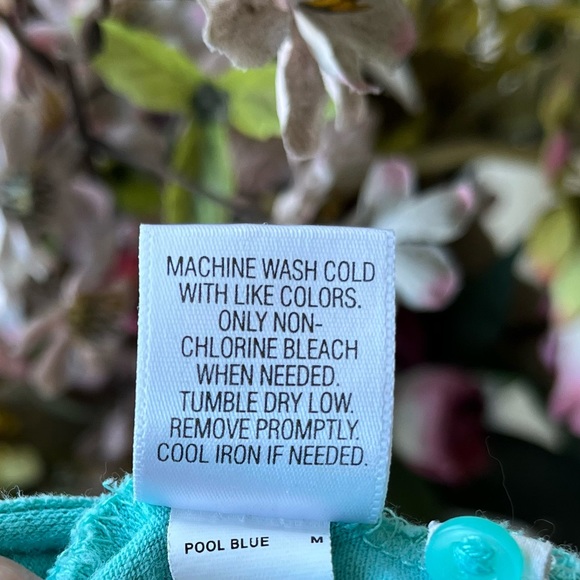 MACHINE WASH COLD
WITH LIKE COLORS.
ONLY NON-
CHLORINE BLEACH
WHEN NEEDED.
TUMBLE DRY LOW.
REMOVE PROMPTLY.
COOL IRON IF NEEDED.
POOL BLUE M